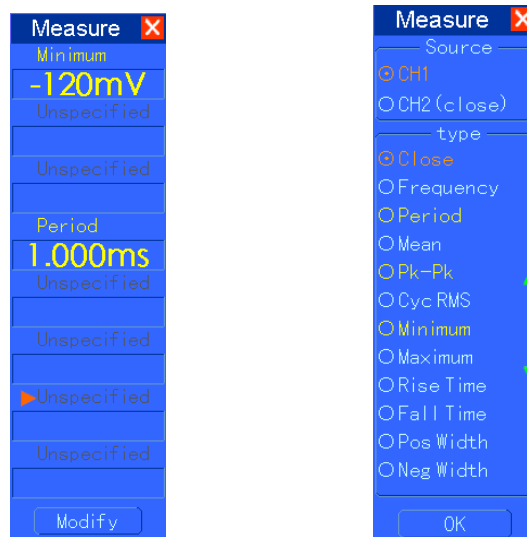 Measure
Minimum
-120mV
Unspecified
Unspecified
Period
1.000ms
Unspecified
Unspecified
Unspecified
Unspecified
Modify
Measure
Source
CH1
CH2(close)
type
Close
Frequency
Period
Mean
Pk-Pk
Cyc RMS
Minimum
Maximum
Rise Time
Fall Time
Pos Width
Neg Width
OK